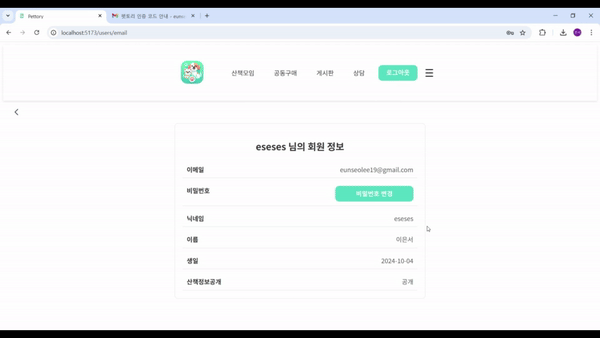 Pettory
펫토리 인증 코드 안내 - eunse
localhost:5173/users/email
산책모임 공동구매 게시판 상담 로그아웃
eseses 님의 회원 정보
이메일 eunseolee19@gmail.com
비밀번호 비밀번호 변경
닉네임 eseses
이름 이은서
생일 2024-10-04
산책정보공개 공개